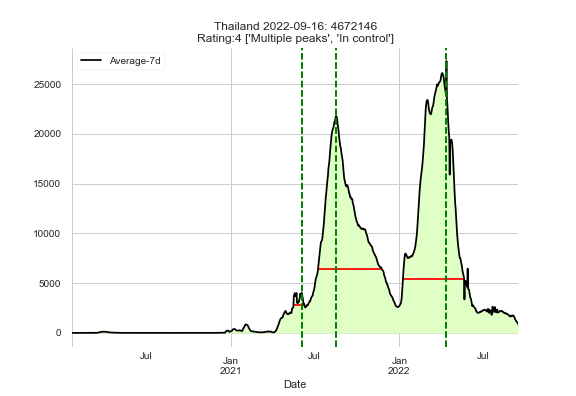 Thailand 2022-09-16: 4672146
Rating:4 ['Multiple peaks', 'In control']
Average-7d
25000
20000
15000
10000
5000
0
Jul
Jan
2021
Jul
Jan
2022
Jul
Date